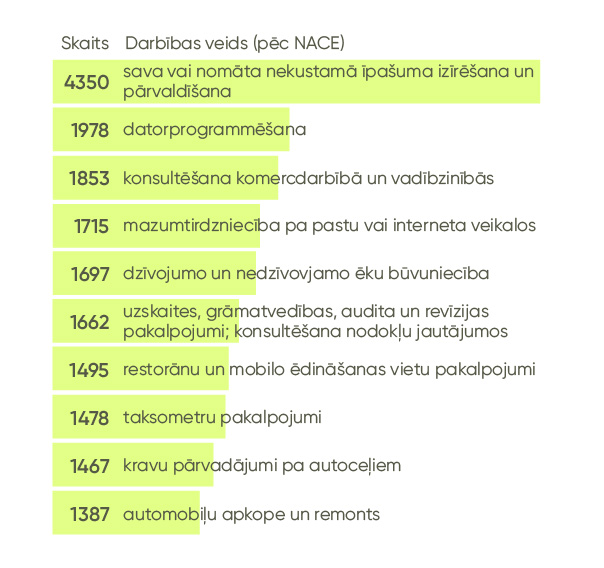 Skaits Darbības veids (pēc NACE)
4350 sava vai nomāta nekustamā īpašuma izīrēšana un
pārvaldīšana
1978 datorprogrammēšana
1853 konsultēšana komercdarbībā un vadībzinībās
1715 mazumtirdzniecība pa pastu vai interneta veikalos
1697 dzīvojumo un nedzīvovjamo ēku būvuniecība
1662 uzskaites, grāmatvedības, audita un revīzijas
pakalpojumi; konsultēšana nodokļu jautājumos
1495 restorānu un mobilo ēdināšanas vietu pakalpojumi
1478 taksometru pakalpojumi
1467 kravu pārvadājumi pa autoceļiem
1387 automobiļu apkope un remonts